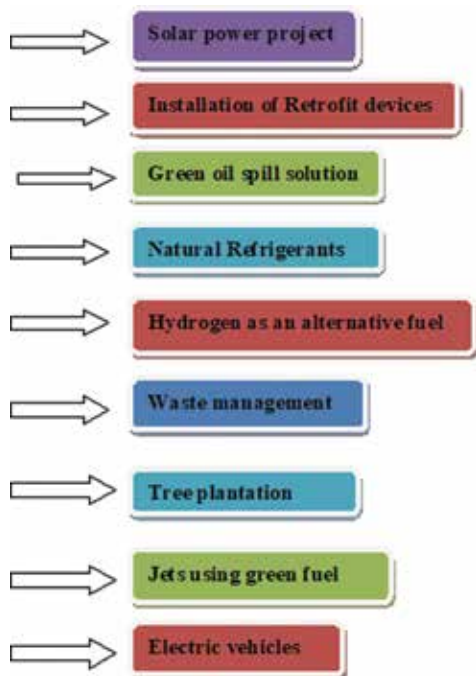 Solar power project
Installation of Retrofit devices
Green oil spill solution
Natural Refrigerants
Hydrogen as an alternative fuel
Waste management
Tree plantation
Jets using green fuel
Electric vehicles